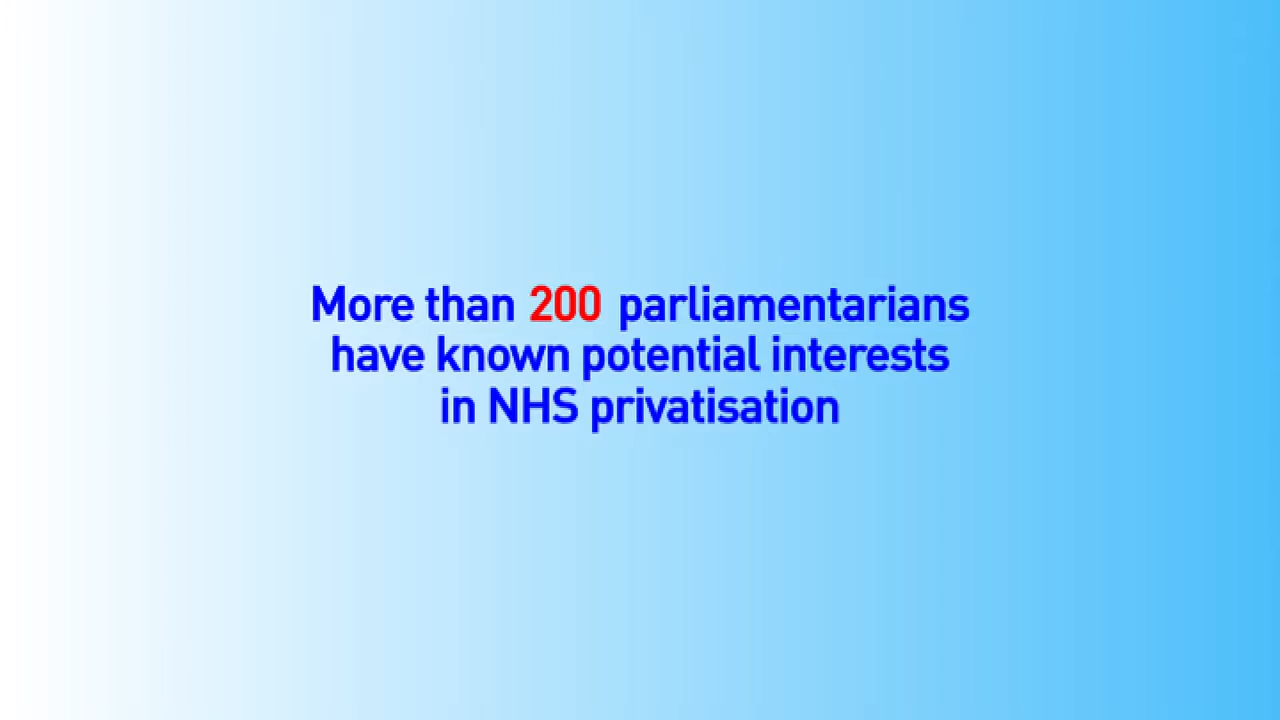 More than 200 parliamentarians
have known potential interests
in NHS privatisation